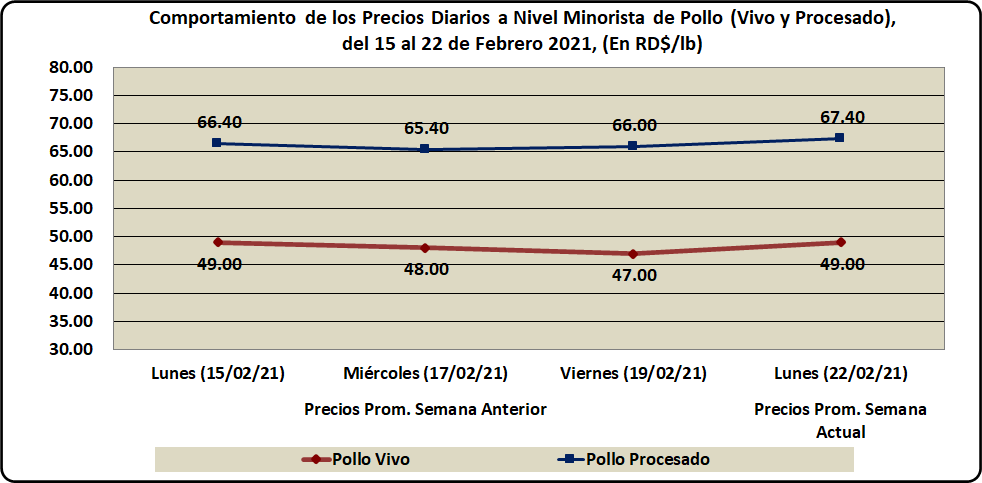 Comportamiento de los Precios Diarios a Nivel Minorista de Pollo (Vivo y Procesado),
del 15 al 22 de Febrero 2021, (En RD$/lb)
80.00
75.00
70.00
65.00
60.00
55.00
50.00
45.00
40.00
35.00
30.00
66.40
65.40
66.00
67.40
49.00
48.00
47.00
49.00
Lunes (15/02/21)
Miércoles (17/02/21)
Viernes (19/02/21)
Lunes (22/02/21)
Precios Prom. Semana Anterior
Precios Prom. Semana
Actual
Pollo Vivo
Pollo Procesado